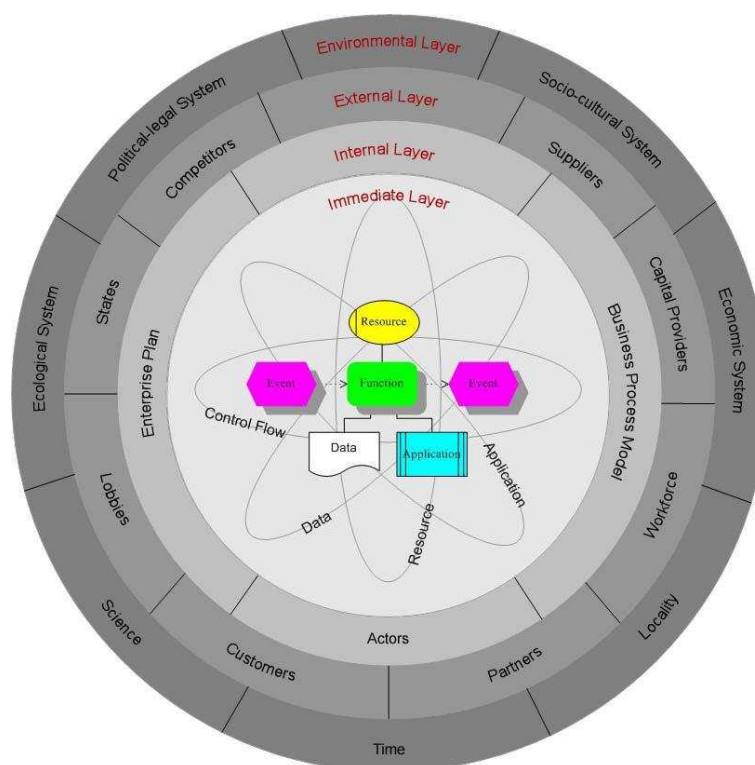 Environmental Layer
Socio-cultural System
Economic System
Locality
Time
Science
Ecological System
Political-legal System
External Layer
Suppliers
Capital Providers
Workforce
Partners
Customers
Lobbies
States
Competitors
Internal Layer
Business Process Model
Actors
Enterprise Plan
Immediate Layer
Resource
Event
Function
Event
Control Flow
Data
Application
Data
Resource
Application